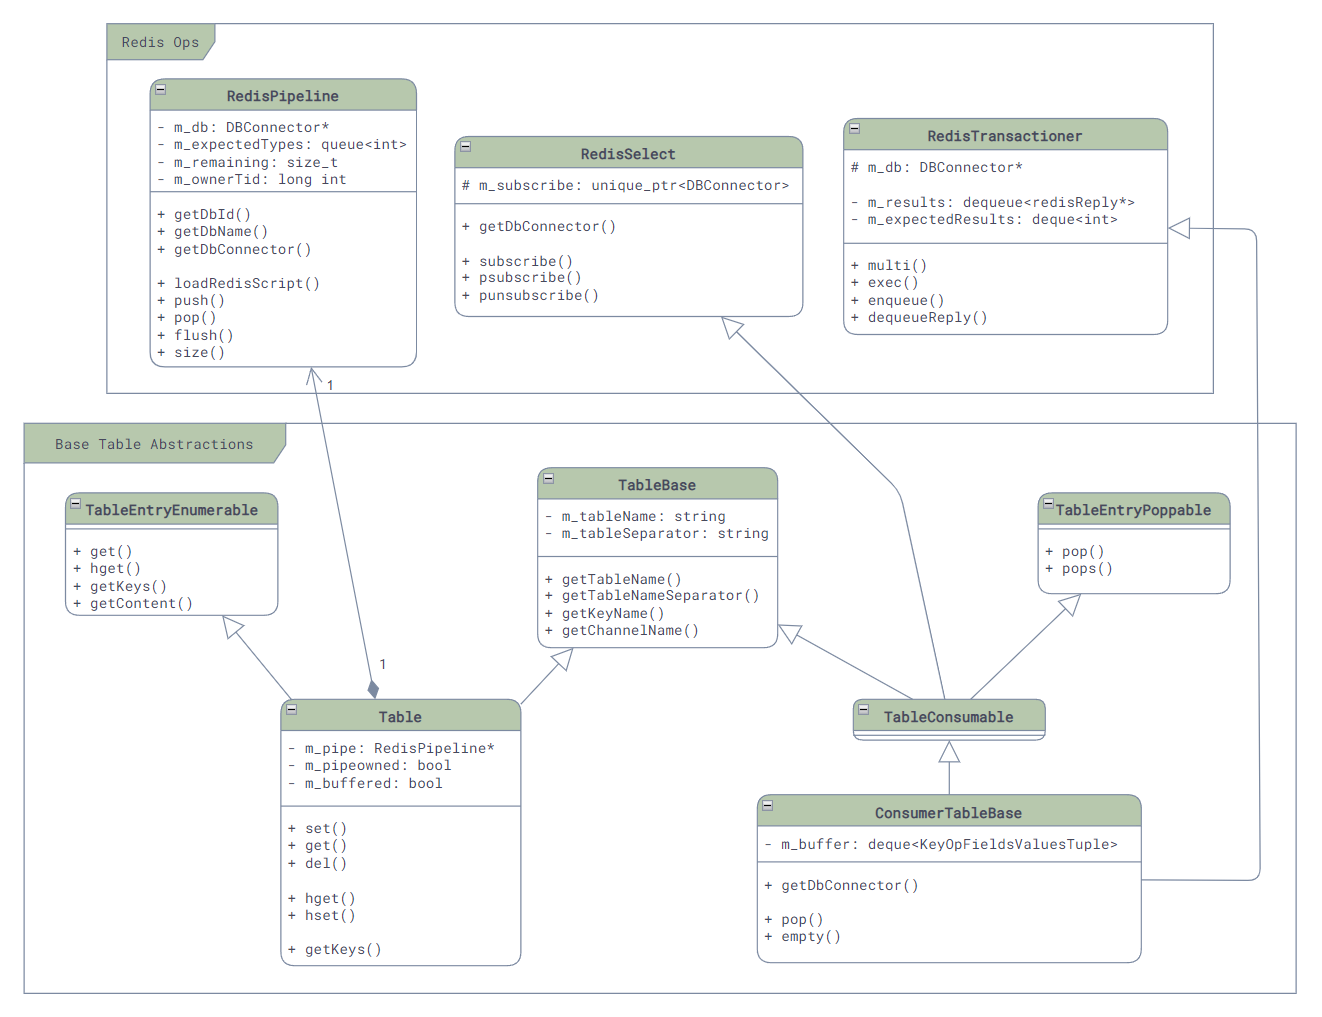 Redis Ops
RedisPipeline
- m_db: DBConnector*
- m_expectedTypes: queue<int>
- m_remaining: size_t
- m_ownerTid: long int
+ getDbId()
+ getDbName()
+ getDbConnector()
+ loadRedisScript()
+ push()
+ pop()
+ flush()
+ size()
RedisSelect
# m_subscribe: unique_ptr<DBConnector>
+ getDbConnector()
+ subscribe()
+ psubscribe()
+ punsubscribe()
RedisTransactioner
# m_db: DBConnector*
- m_results: dequeue<redisReply*>
- m_expectedResults: deque<int>
+ multi()
+ exec()
+ enqueue()
+ dequeueReply()
1
Base Table Abstractions
TableEntryEnumerable
+ get()
+ hget()
+ getKeys()
+ getContent()
TableBase
- m_tableName: string
- m_tableSeparator: string
+ getTableName()
+ getTableNameSeparator()
+ getKeyName()
+ getChannelName()
TableEntryPoppable
+ pop()
+ pops()
1
Table
- m_pipe: RedisPipeline*
- m_pipeowned: bool
- m_buffered: bool
+ set()
+ get()
+ del()
+ hget()
+ hset()
+ getKeys()
TableConsumable
ConsumerTableBase
- m_buffer: deque<KeyOpFieldsValuesTuple>
+ getDbConnector()
+ pop()
+ empty()